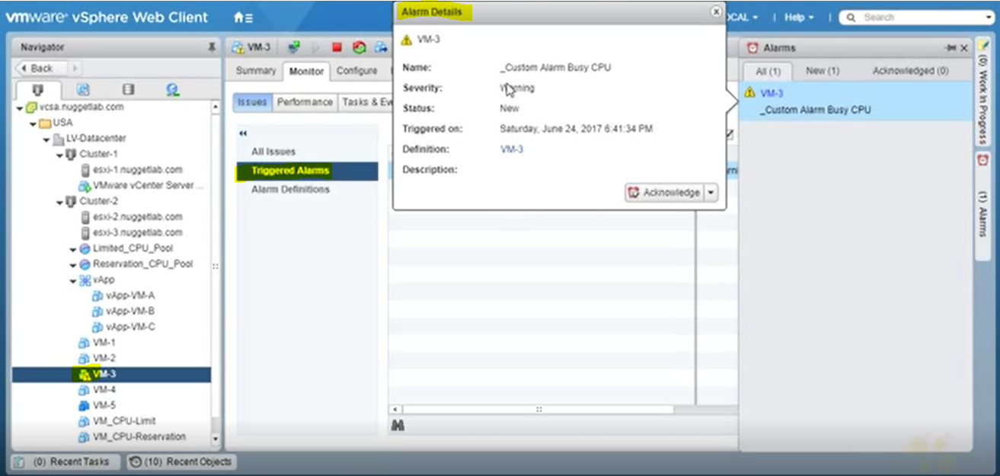 vmware® vSphere Web Client
OCAL
Help
Search
Navigator
Back
vcsa.nuggetlab.com
USA
LV-Datacenter
Cluster-1
esxi-1.nuggetlab.com
VMware vCenter Server ...
Cluster-2
esxi-2.nuggetlab.com
esxi-3.nuggetlab.com
Limited_CPU_Pool
Reservation_CPU_Pool
vApp
vApp-VM-A
vApp-VM-B
vApp-VM-C
VM-1
VM-2
VM-3
VM-4
VM-5
VM_CPU-Limit
VM_CPU-Reservation
VM-3
Summary Monitor Configure
Issues Performance Tasks & Ev
All Issues
Triggered Alarms
Alarm Definitions
Alarm Details
VM-3
Name: _Custom Alarm Busy CPU
Severity:
Status: New
Triggered on: Saturday, June 24, 2017 6:41:34 PM
Definition: VM-3
Description:
Acknowledge
Alarms
All (1) New (1) Acknowledged (0)
VM-3
_Custom Alarm Busy CPU
(0) Work In Progress
(1) Alarms
(0) Recent Tasks (10) Recent Objects